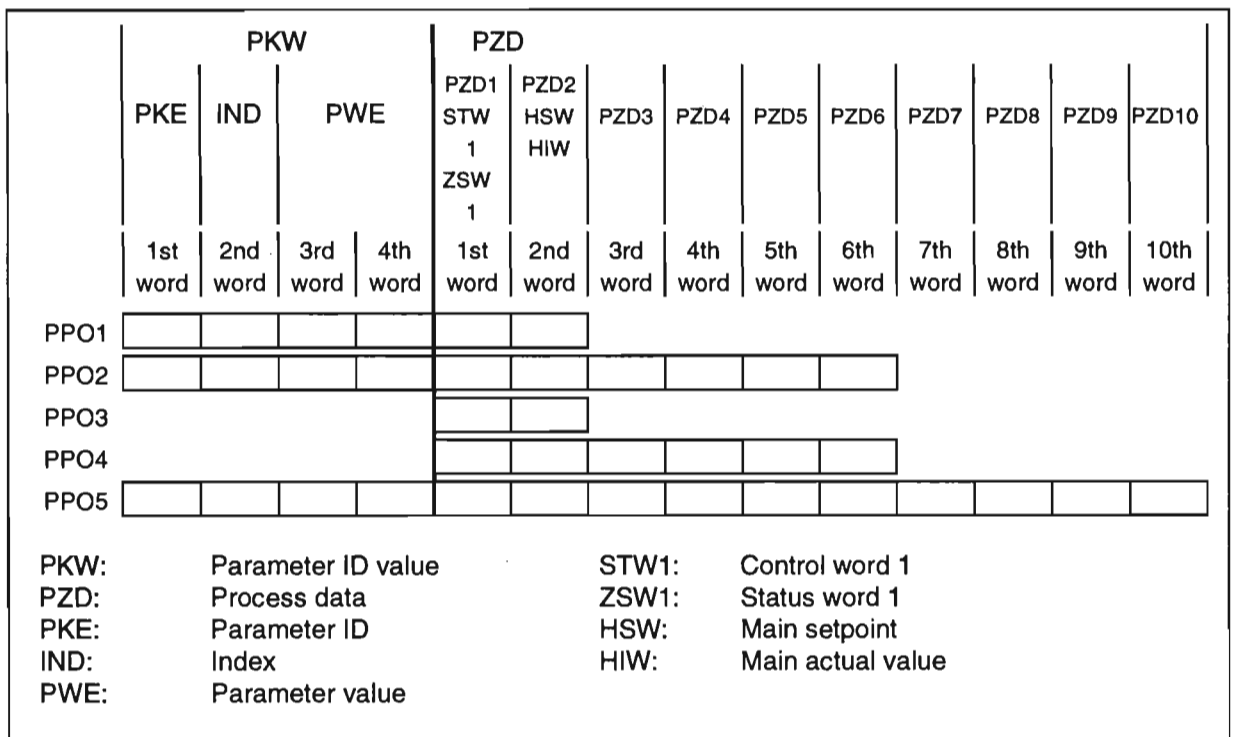 PKW PZD
PKE IND PWE PZD1 STW 1 ZSW 1 PZD2 HSW HIW PZD3 PZD4 PZD5 PZD6 PZD7 PZD8 PZD9 PZD10
1st word 2nd word 3rd word 4th word 1st word 2nd word 3rd word 4th word 5th word 6th word 7th word 8th word 9th word 10th word
PPO1
PPO2
PPO3
PPO4
PPO5
PKW: Parameter ID value STW1: Control word 1
PZD: Process data ZSW1: Status word 1
PKE: Parameter ID HSW: Main setpoint
IND: Index HIW: Main actual value
PWE: Parameter value